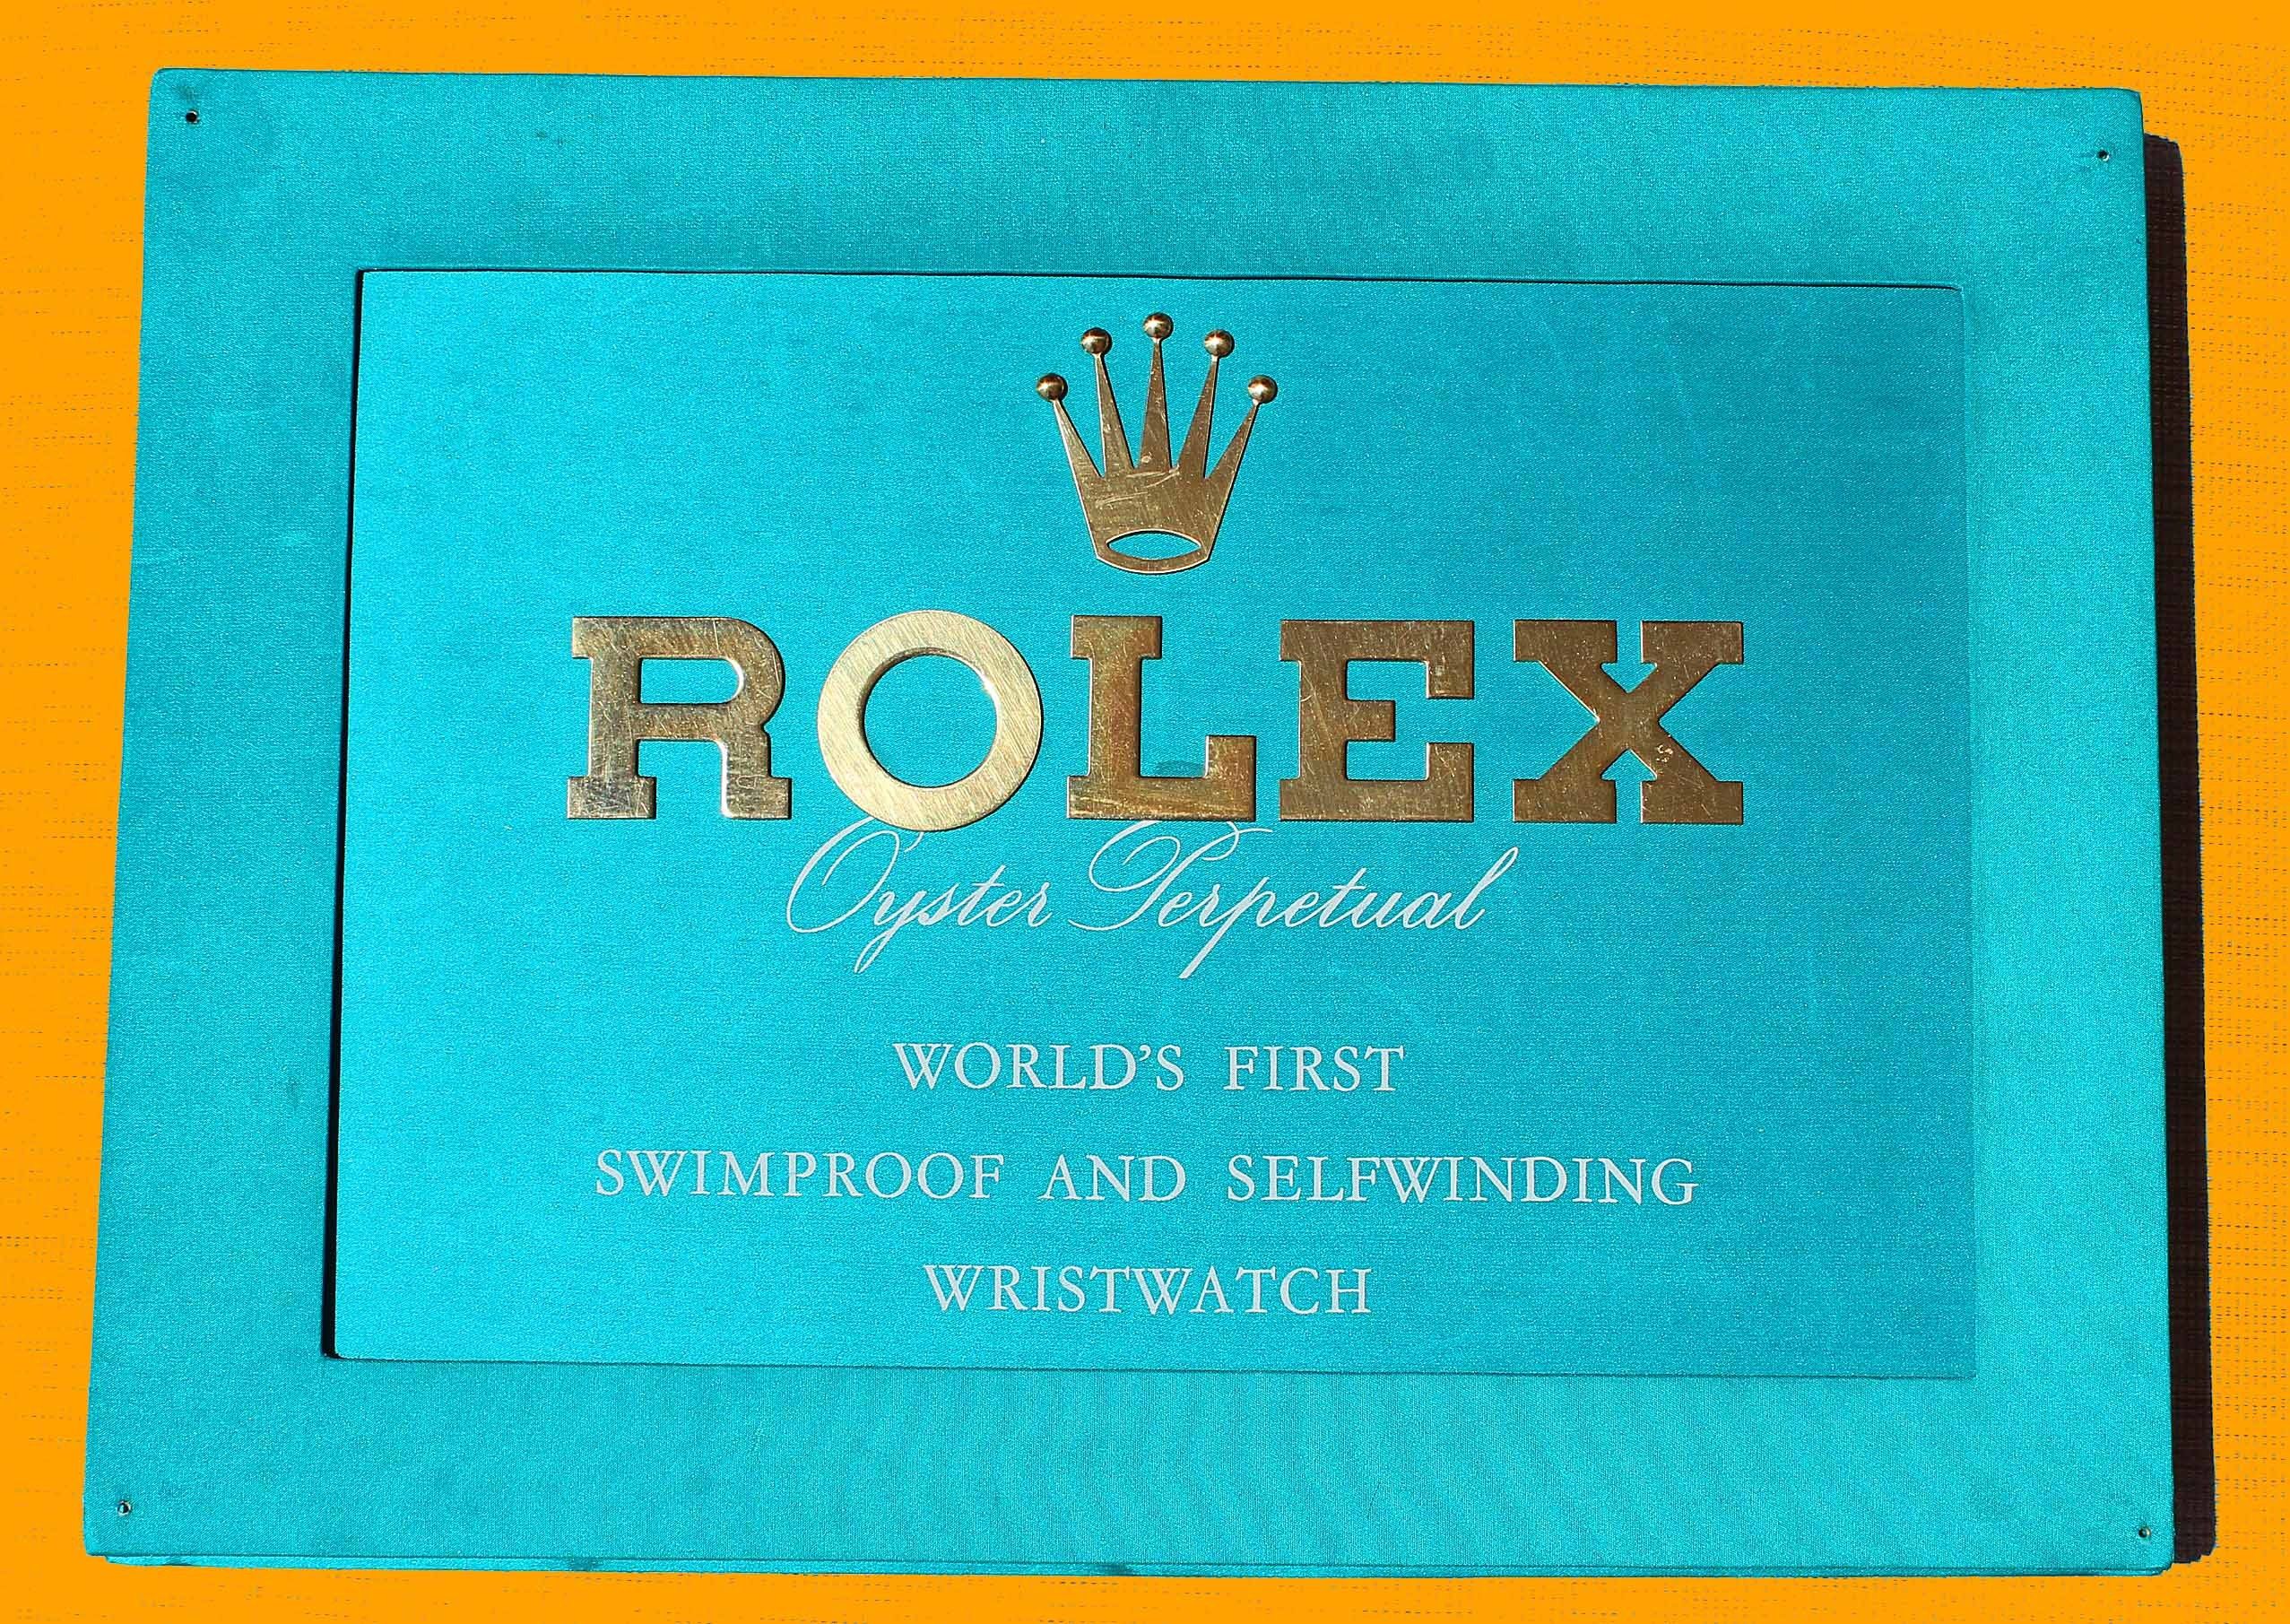 ROLEX
Oyster Perpetual
WORLD'S FIRST
SWIMPROOF AND SELFWINDING
WRISTWATCH